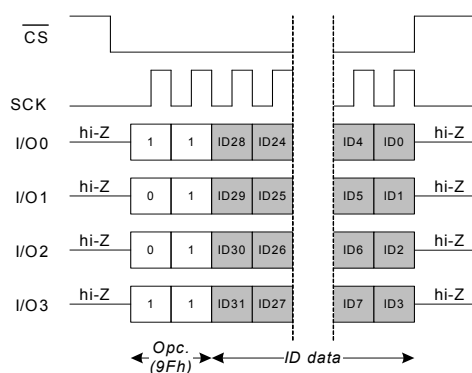 CS
SCK
I/O0 hi-Z 1 1 ID28 ID24 ID4 ID0 hi-Z
I/O1 hi-Z 0 1 ID29 ID25 ID5 ID1 hi-Z
I/O2 hi-Z 0 1 ID30 ID26 ID6 ID2 hi-Z
I/O3 hi-Z 1 1 ID31 ID27 ID7 ID3 hi-Z
Opc.
(9Fh)
ID data